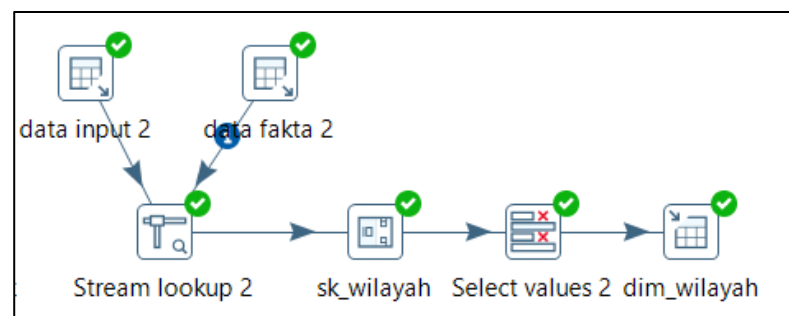 data input 2
data fakta 2
Stream lookup 2
sk_wilayah
Select values 2
dim_wilayah